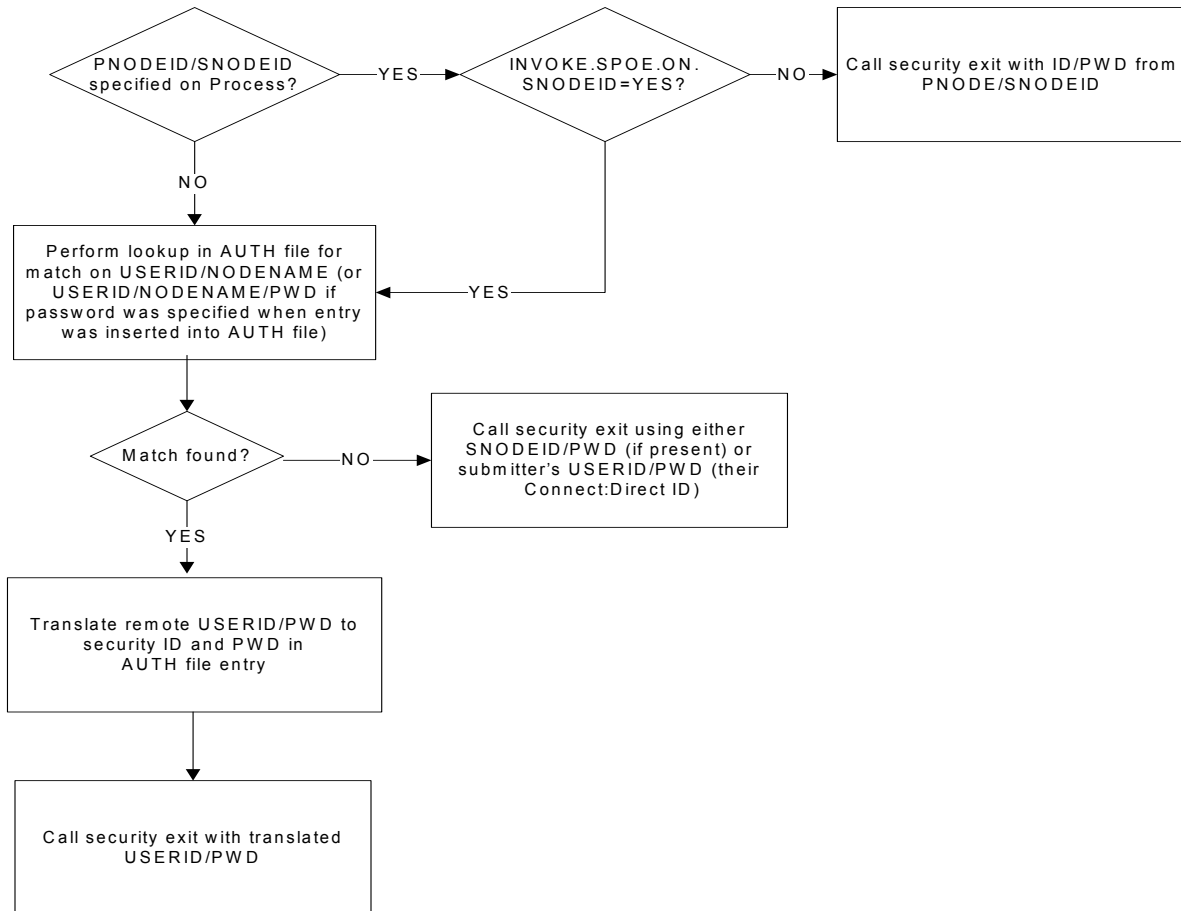 PNODEID/SNODEID
specified on Process?
YES
INVOKE.SPOE.ON.
SNODEID=YES?
NO
Call security exit with ID/PWD from
PNODE/SNODEID
NO
Perform lookup in AUTH file for
match on USERID/NODENAME (or
USERID/NODENAME/PWD if
password was specified when entry
was inserted into AUTH file)
YES
Match found?
NO
Call security exit using either
SNODEID/PWD (if present) or
submitter’s USERID/PWD (their
Connect:Direct ID)
YES
Translate remote USERID/PWD to
security ID and PWD in
AUTH file entry
Call security exit with translated
USERID/PWD